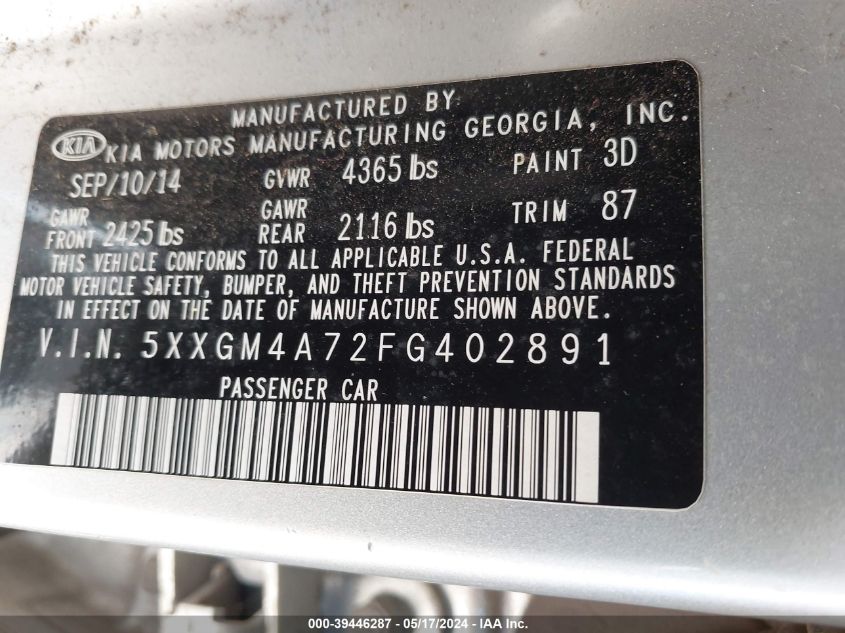 MANUFACTURED BY
KIA KIA MOTORS MANUFACTURING GEORGIA, INC.
SEP/10/14 GVWR 4365 lbs PAINT 3D
GAWR FRONT 2425 lbs GAWR REAR 2116 lbs TRIM 87
THIS VEHICLE CONFORMS TO ALL APPLICABLE U.S.A. FEDERAL
MOTOR VEHICLE SAFETY, BUMPER, AND THEFT PREVENTION STANDARDS
IN EFFECT ON THE DATE OF MANUFACTURE SHOWN ABOVE.
V.I.N. 5XXGM4A72FG402891
PASSENGER CAR
000-39446287 - 05/17/2024 - IAA Inc.